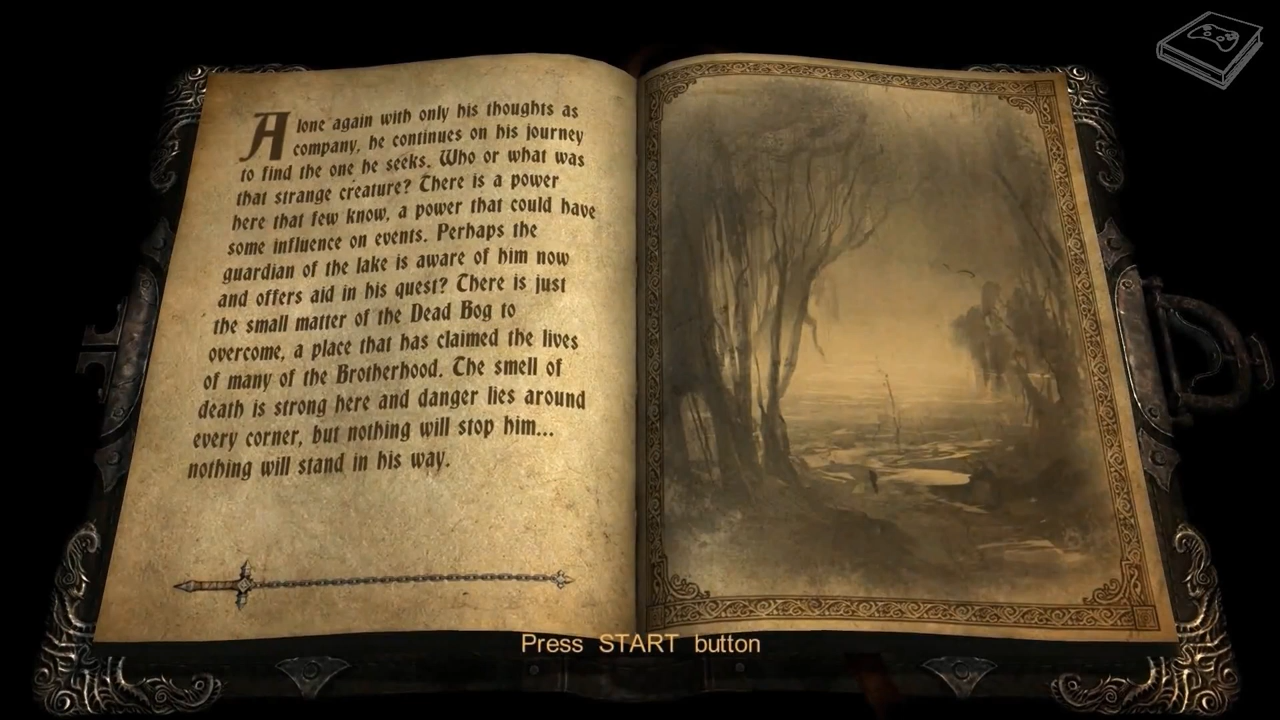 Alone again with only his thoughts as
company, he continues on his journey
to find the one he seeks. Who or what was
that strange creature? There is a power
here that few know, a power that could have
some influence on events. Perhaps the
guardian of the lake is aware of him now
and offers aid in his quest? There is just
the small matter of the Dead Bog to
overcome, a place that has claimed the lives
of many of the Brotherhood. The smell of
death is strong here and danger lies around
every corner, but nothing will stop him...
nothing will stand in his way.
Press START button